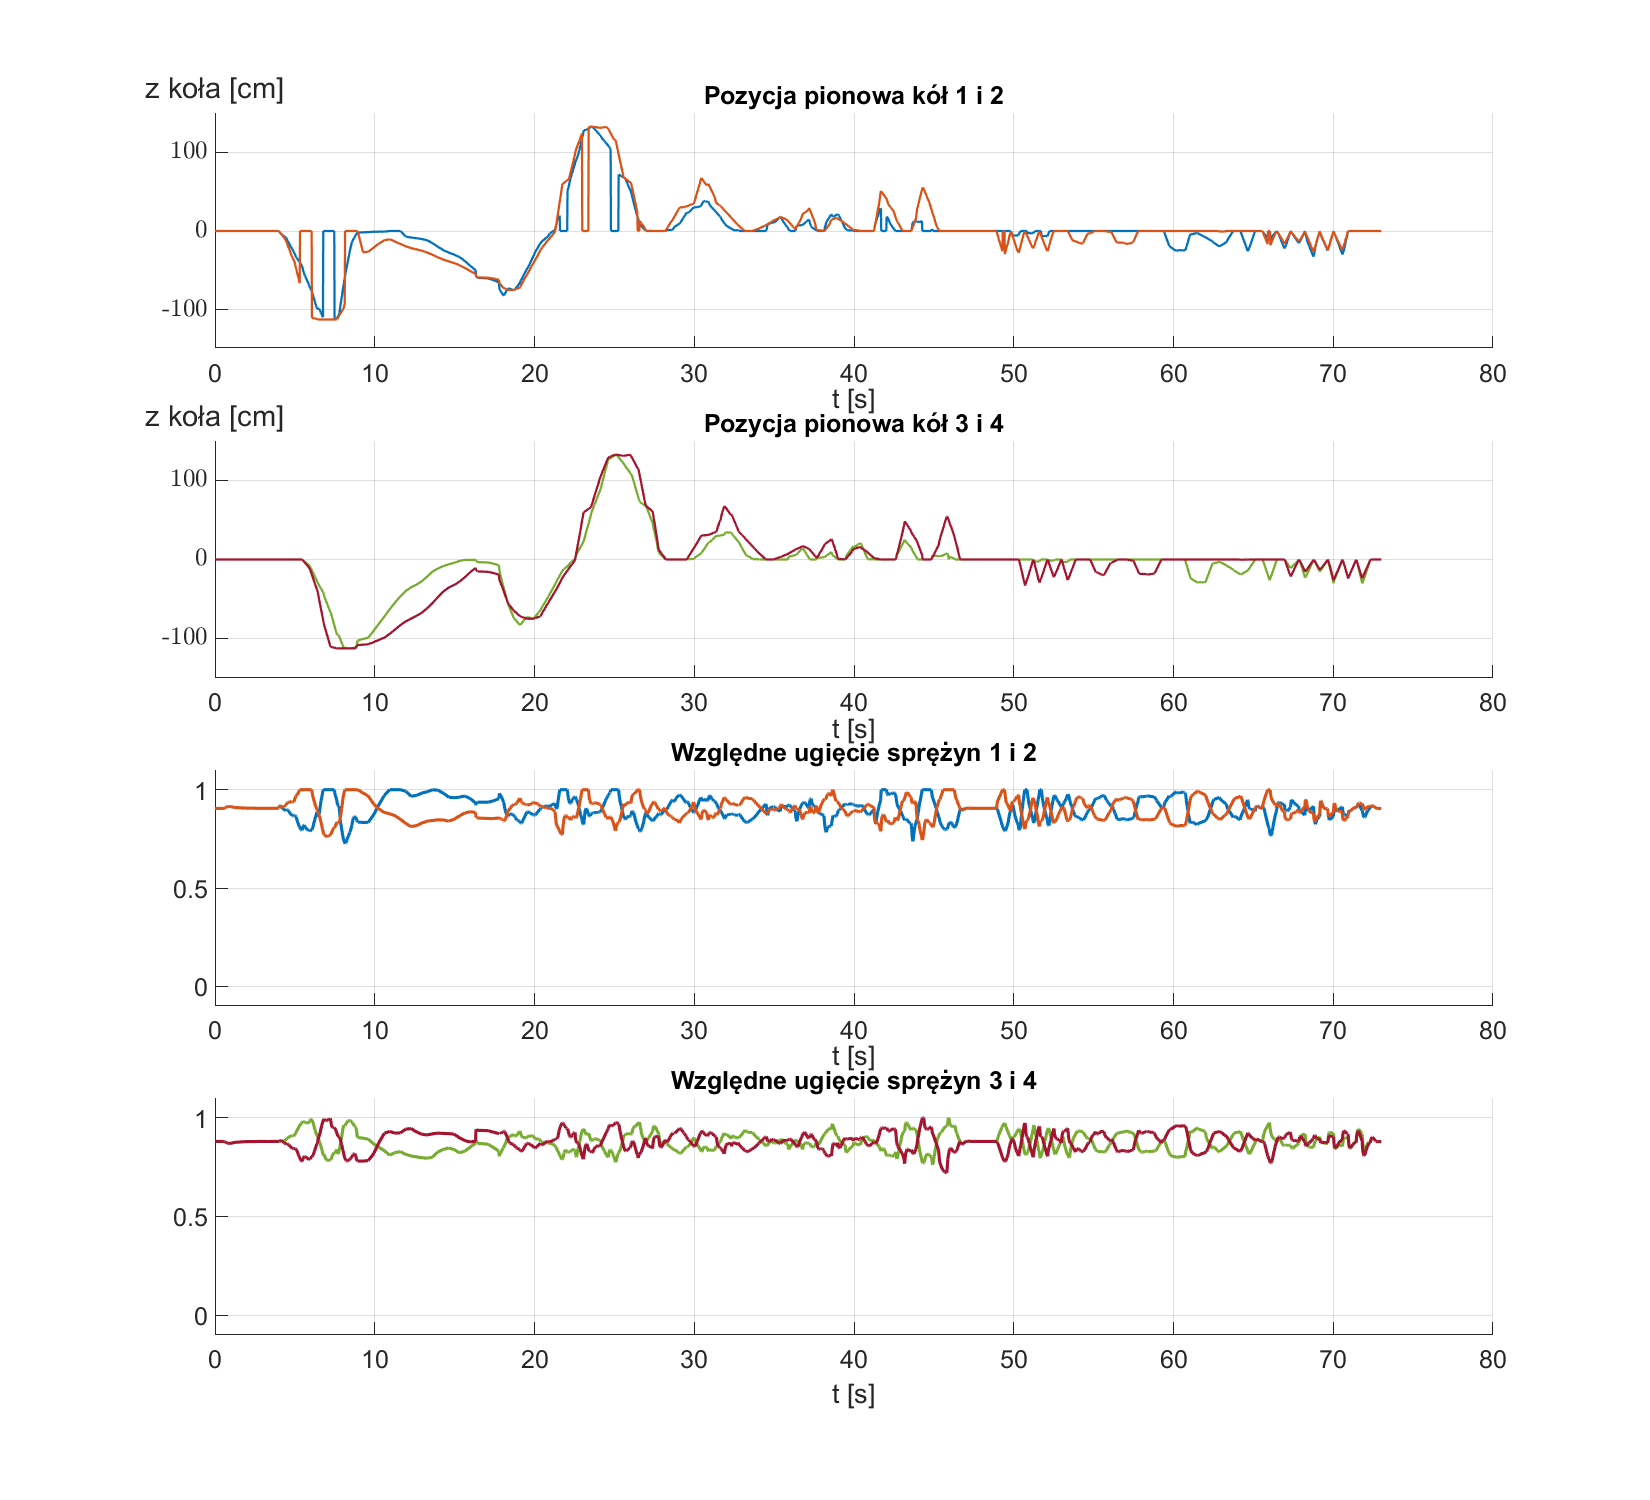 z koła [cm]
Pozycja pionowa kół 1 i 2
100
0
-100
0 10 20 30 40 50 60 70 80
t [s]
z koła [cm]
Pozycja pionowa kół 3 i 4
100
0
-100
0 10 20 30 40 50 60 70 80
t [s]
Względne ugięcie sprężyn 1 i 2
1
0.5
0
0 10 20 30 40 50 60 70 80
t [s]
Względne ugięcie sprężyn 3 i 4
1
0.5
0
0 10 20 30 40 50 60 70 80
t [s]